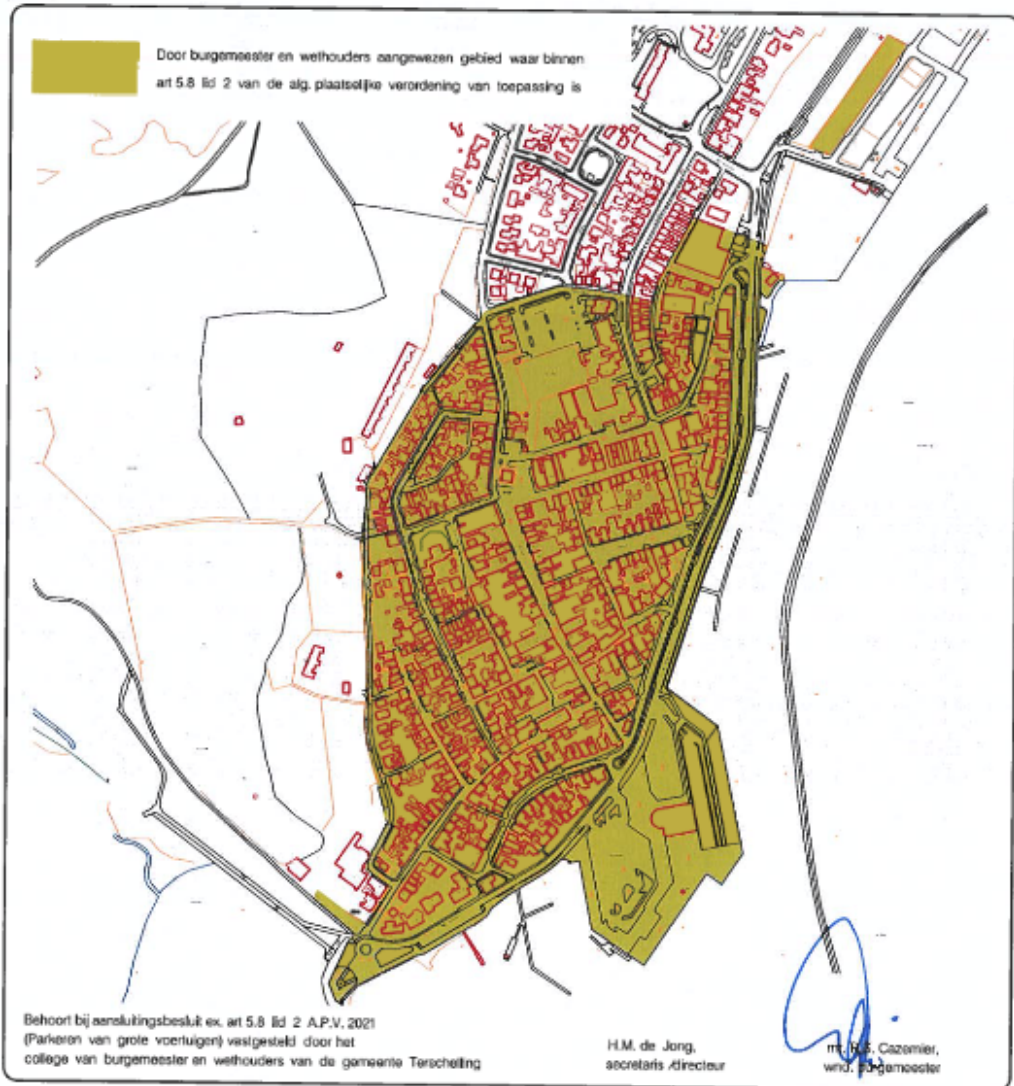 Door burgemeester en wethouders aangewezen gebied waar binnen
art 5.8 lid 2 van de alg. plaatselijke verordening van toepassing is
Behoort bij aansluitingsbesluit ex. art 5.8 lid 2 A.P.V. 2021
(Parkeren van grote voertuigen) vastgesteld door het
college van burgemeester en wethouders van de gemeente Terschelling
H.M. de Jong,
secretaris /directeur
mr. R.S. Cazemier,
wnd. burgemeester